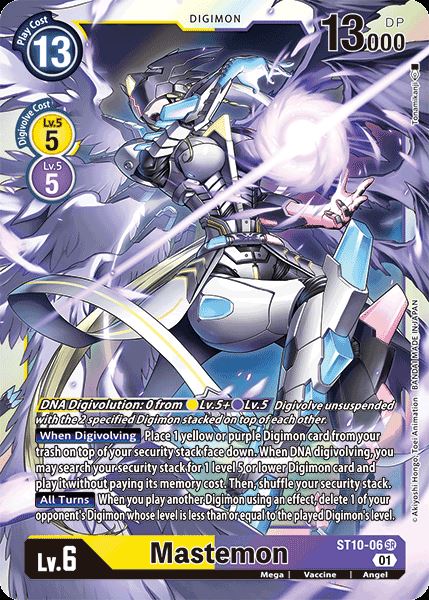 Play Cost
13
DIGIMON
13000 DP
Digivolve Cost
Lv.5
5
Lv.5
5
Tonamikanji
© Akiyoshi Hongo, Toei Animation BANDAI MADE IN JAPAN
DNA Digivolution: 0 from Lv.5 + Lv.5 Digivolve unsuspended
with the 2 specified Digimon stacked on top of each other.
When Digivolving Place 1 yellow or purple Digimon card from your
trash on top of your security stack face down. When DNA digivolving, you
may search your security stack for 1 level 5 or lower Digimon card and
play it without paying its memory cost. Then, shuffle your security stack.
All Turns When you play another Digimon using an effect, delete 1 of your
opponent's Digimon whose level is less than or equal to the played Digimon's level.
Lv.6
Mastemon
ST10-06 SR
01
Mega | Vaccine | Angel